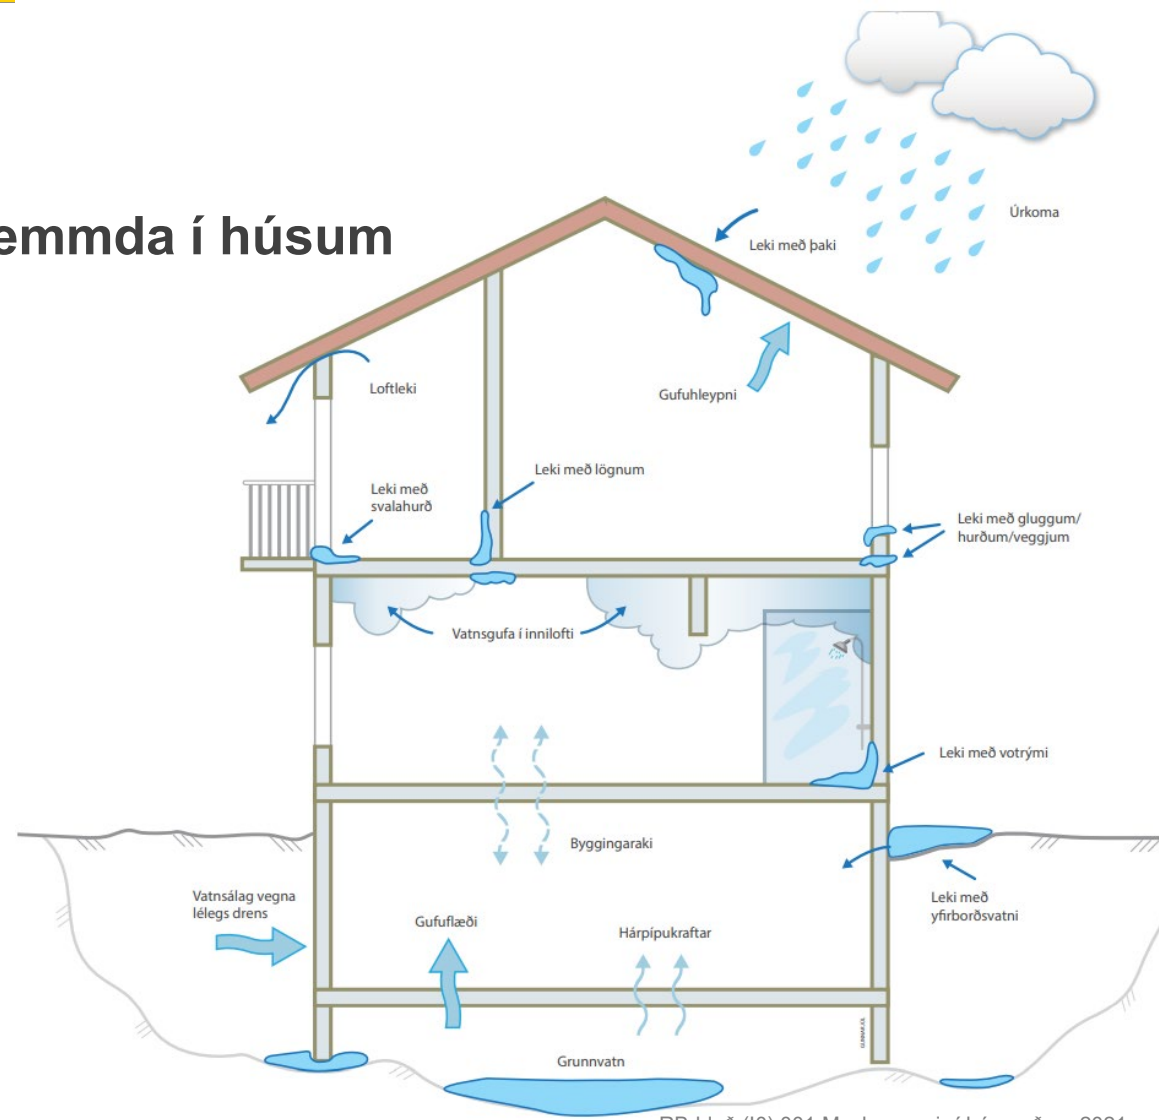 emmda í húsum
Úrkoma
Leki með þaki
Loftleki
Gufuhleypni
Leki með lögnum
Leki með
svalahurð
Leki með gluggum/
hurðum/veggjum
Vatnsgufa í innilofti
Leki með votrými
Byggingaraki
Vatnsálag vegna
lélegs drens
Leki með
yfirborðsvatni
Gufuflæði
Hárpípukraftar
Grunnvatn